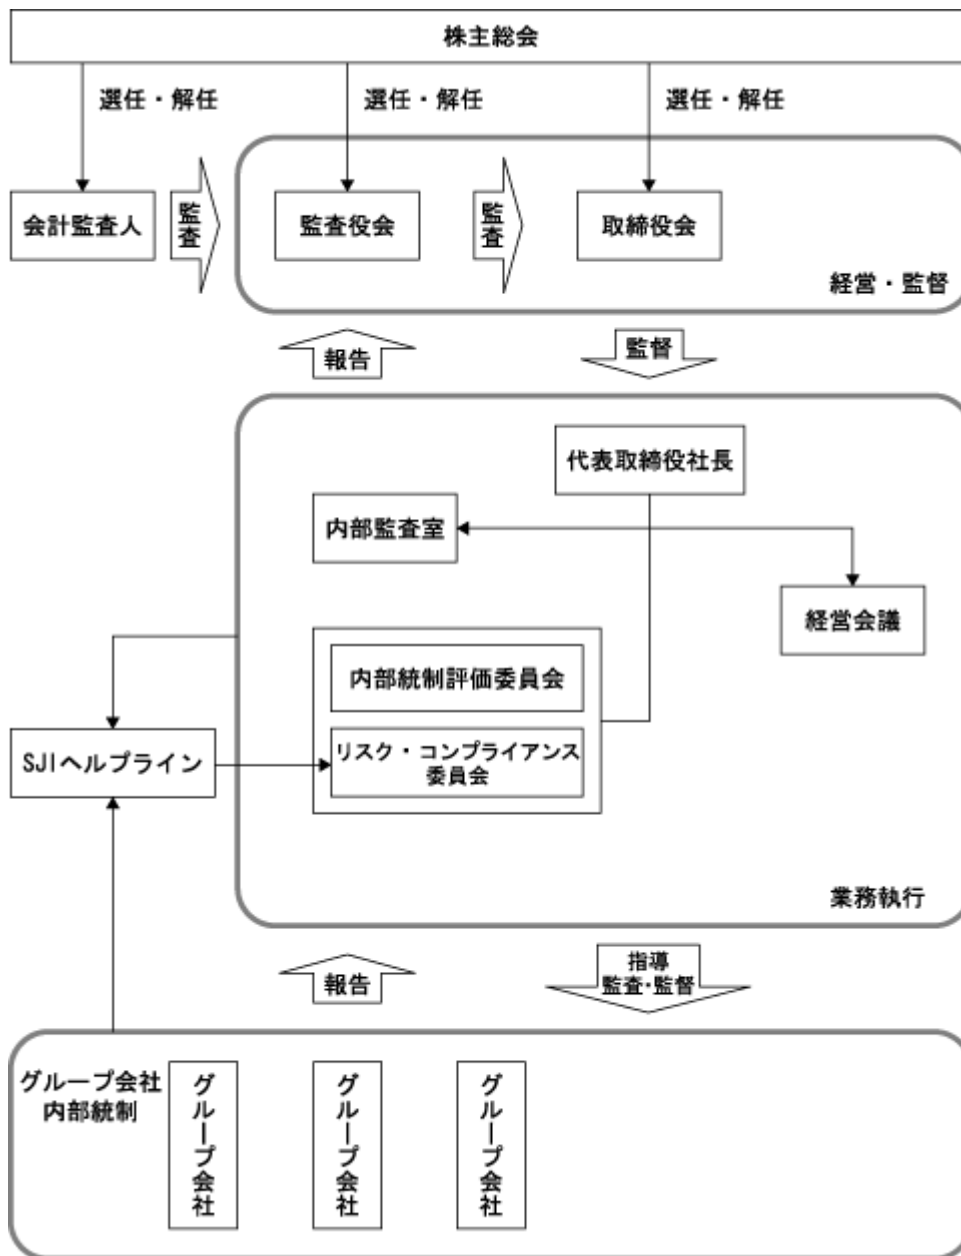 株主総会
選任・解任
選任・解任
選任・解任
会計監査人
監査
監査役会
監査
取締役会
経営・監督
報告
監督
代表取締役社長
内部監査室
経営会議
内部統制評価委員会
SJIヘルプライン
リスク・コンプライアンス
委員会
業務執行
報告
指導
監査・監督
グループ会社
内部統制
グループ会社
グループ会社
グループ会社